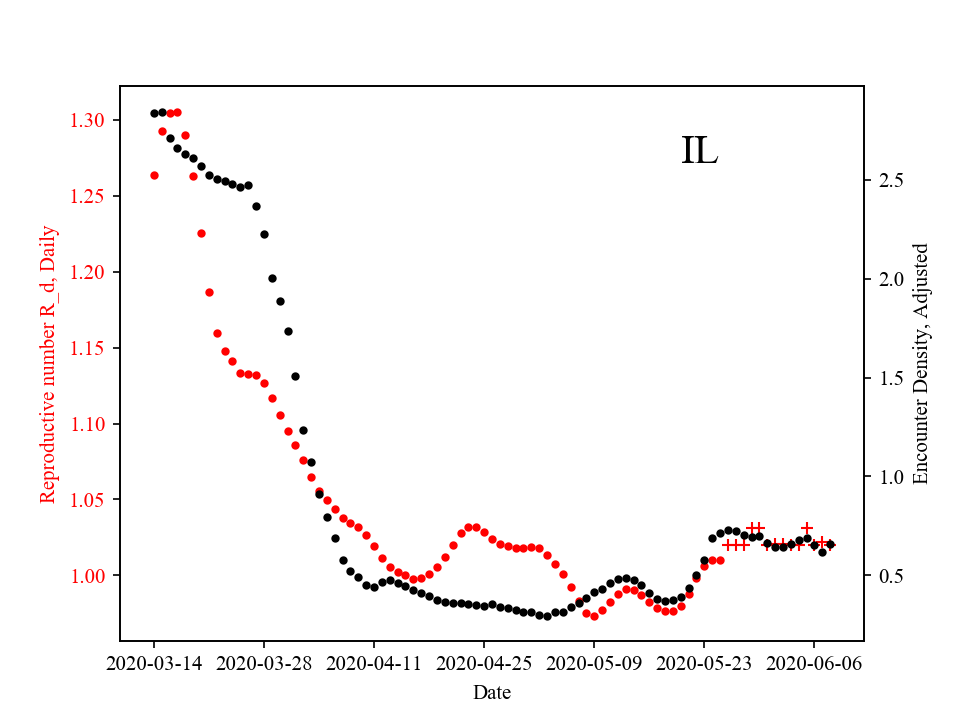 IL
1.30
1.25
1.20
1.15
1.10
1.05
1.00
Reproductive number R_d, Daily
2.5
2.0
1.5
1.0
0.5
Encounter Density, Adjusted
2020-03-14 2020-03-28 2020-04-11 2020-04-25 2020-05-09 2020-05-23 2020-06-06
Date